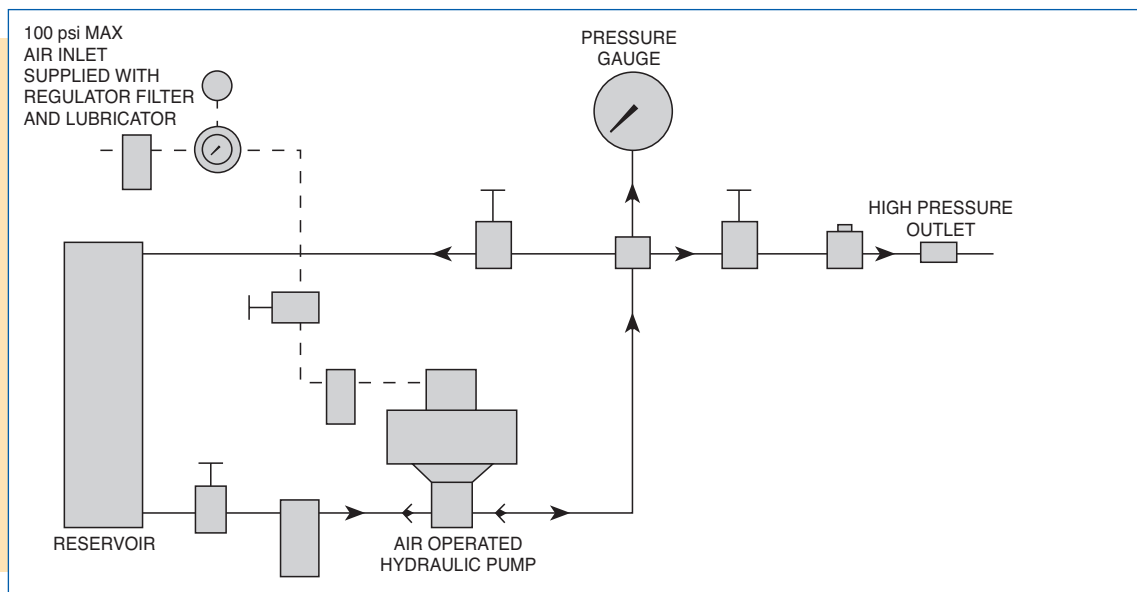 100 psi MAX
AIR INLET
SUPPLIED WITH
REGULATOR FILTER
AND LUBRICATOR
PRESSURE
GAUGE
HIGH PRESSURE
OUTLET
RESERVOIR
AIR OPERATED
HYDRAULIC PUMP